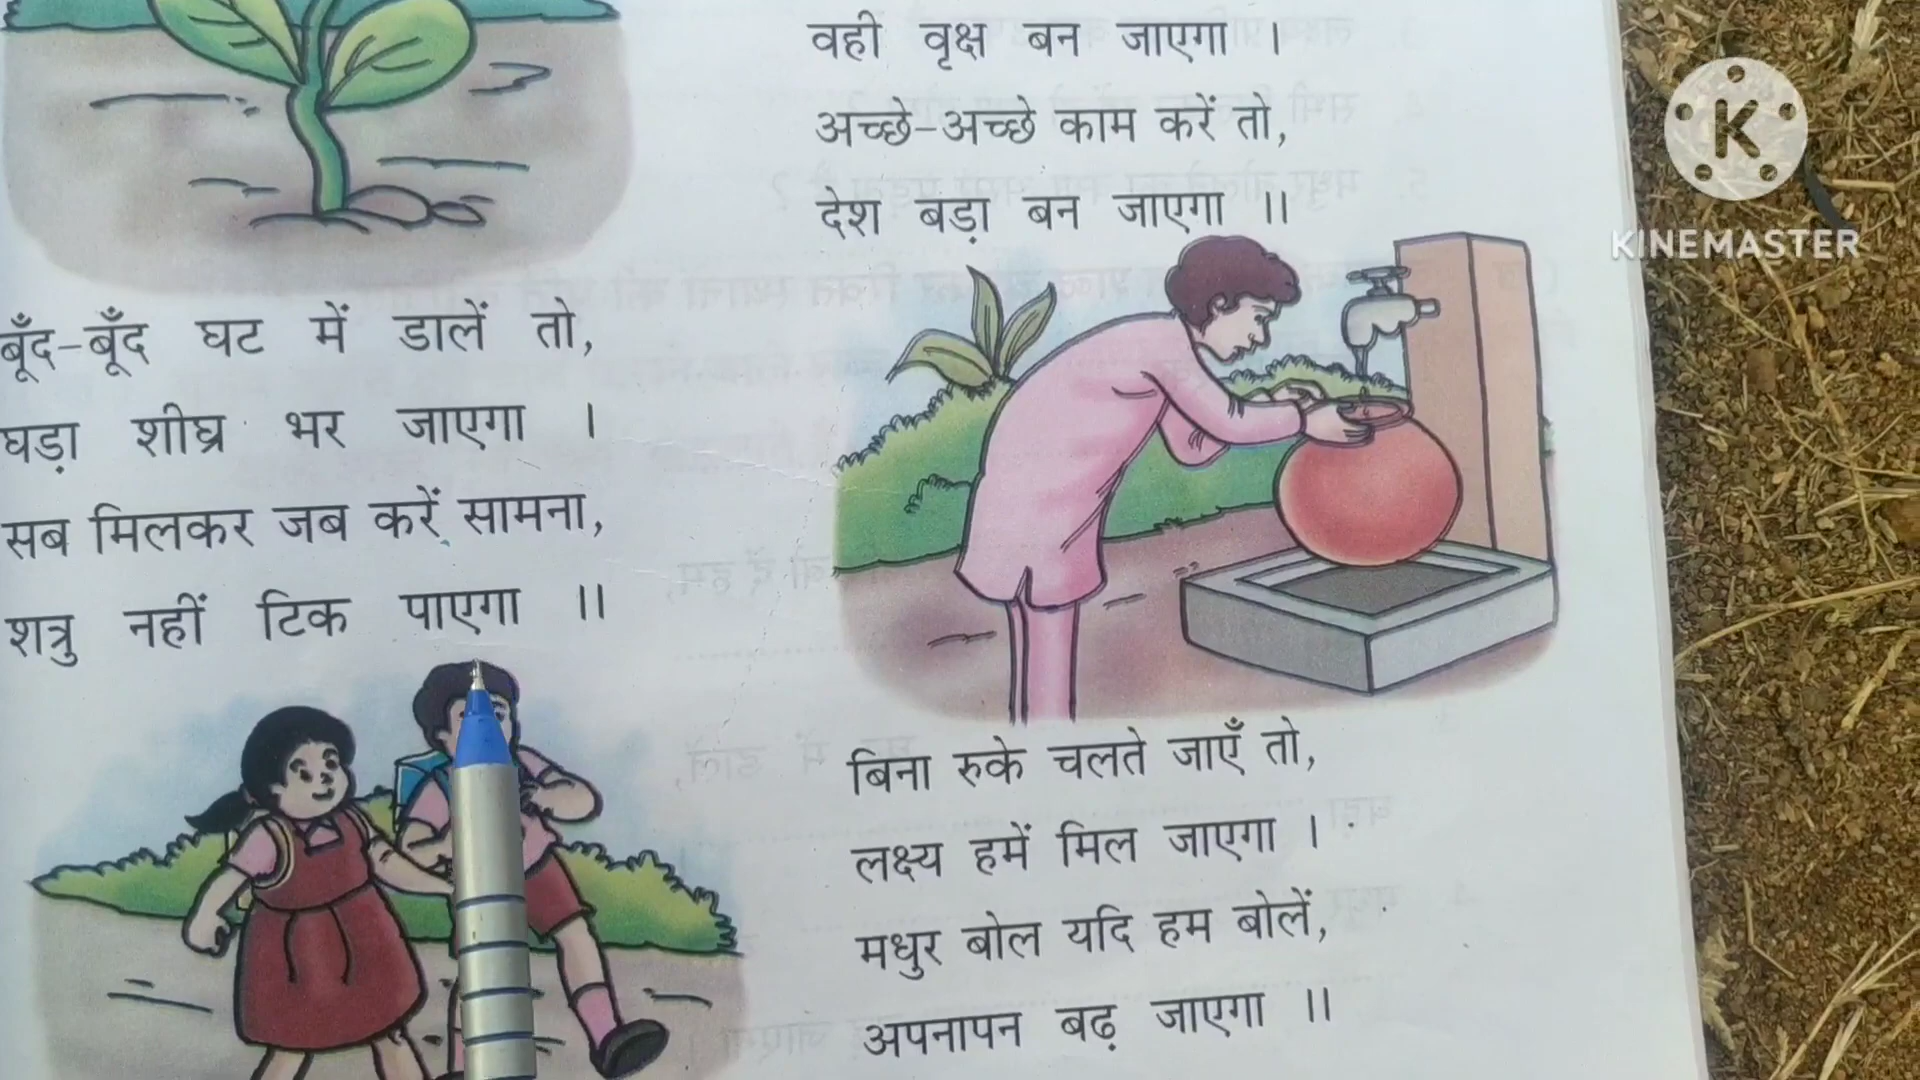 वही वृक्ष बन जाएगा ।
अच्छे-अच्छे काम करें तो,
देश बड़ा बन जाएगा ।।
बूँद-बूँद घट में डालें तो,
घड़ा शीघ्र भर जाएगा ।
सब मिलकर जब करें सामना,
शत्रु नहीं टिक पाएगा ।।
बिना रुके चलते जाएँ तो,
लक्ष्य हमें मिल जाएगा ।
मधुर बोल यदि हम बोलें,
अपनापन बढ़ जाएगा ।।
K
KINEMASTER